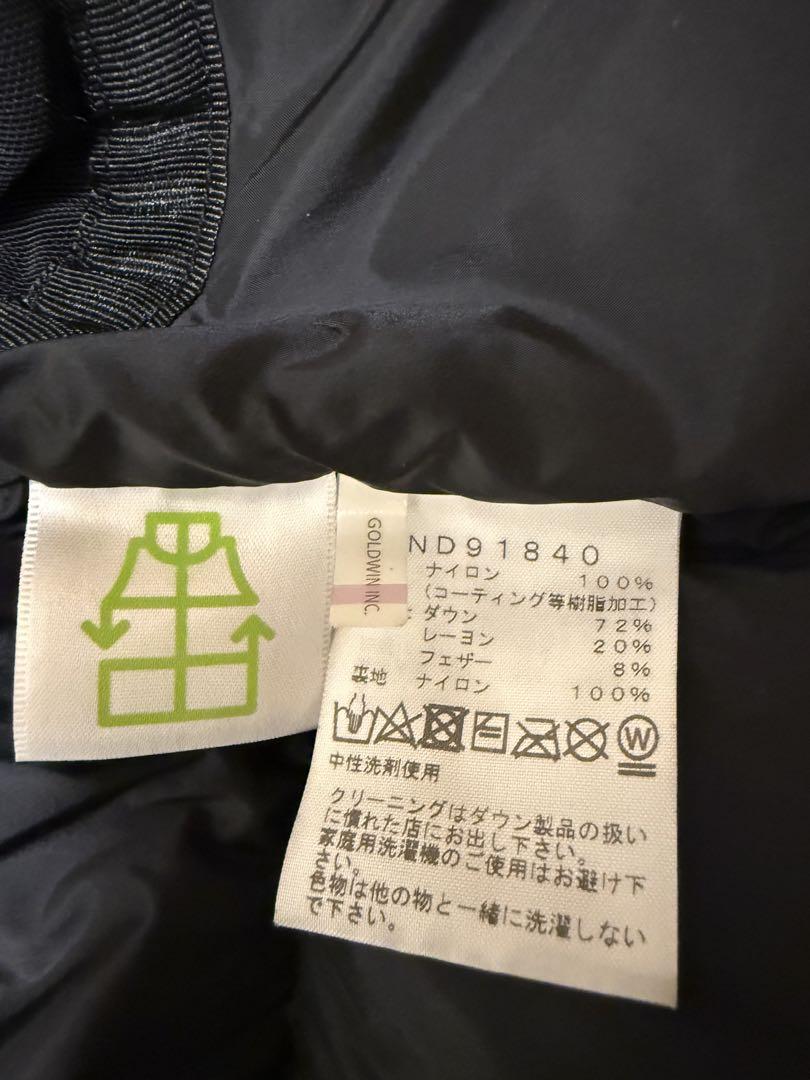 GOLDWIN INC.
ND91840
ナイロン 100%
(コーティング等樹脂加工)
ダウン 72%
レーヨン 20%
フェザー 8%
裏地 ナイロン 100%
W
中性洗剤使用
クリーニングはダウン製品の扱い
に慣れた店にお出し下さい。
家庭用洗濯機のご使用はお避け下
さい。
色物は他の物と一緒に洗濯しない
で下さい。